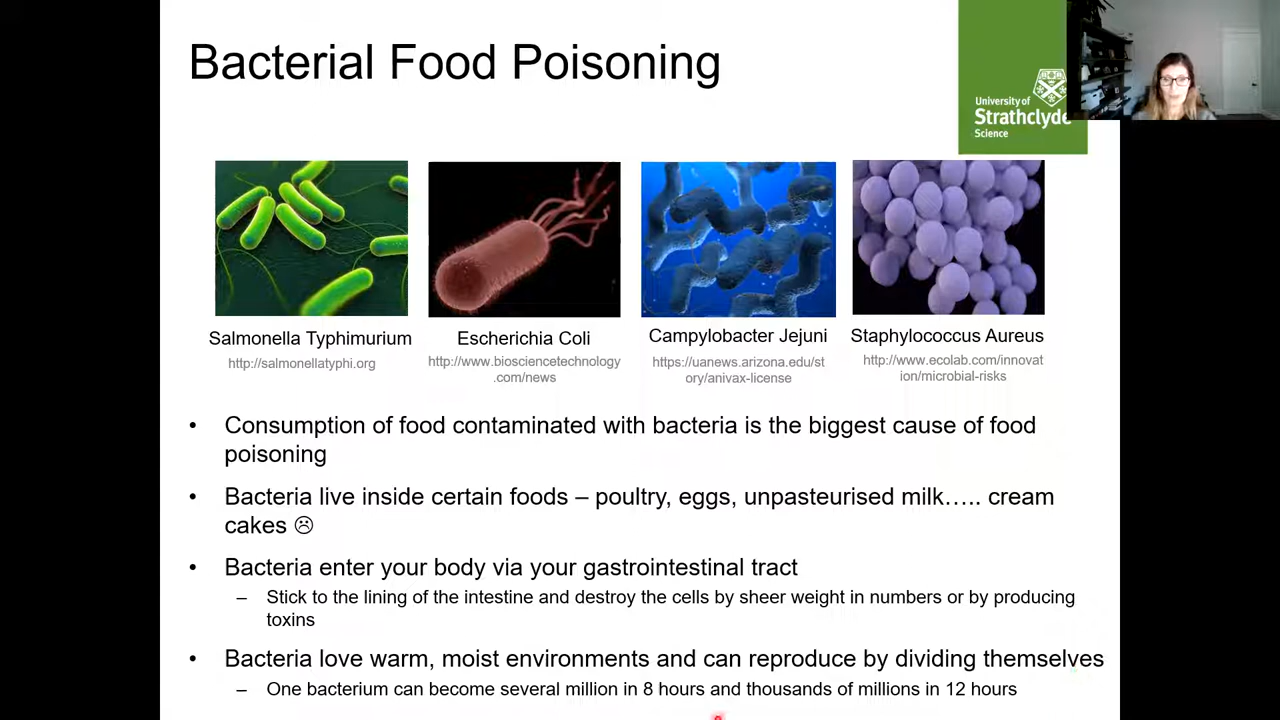 Bacterial Food Poisoning
University of
Strathclyde
Science
Salmonella Typhimurium
http://salmonellatyphi.org
Escherichia Coli
http://www.biosciencetechnology
.com/news
Campylobacter Jejuni
https://uanews.arizona.edu/st
ory/anivax-license
Staphylococcus Aureus
http://www.ecolab.com/innovat
ion/microbial-risks
• Consumption of food contaminated with bacteria is the biggest cause of food
poisoning
• Bacteria live inside certain foods – poultry, eggs, unpasteurised milk….. cream
cakes ☹
• Bacteria enter your body via your gastrointestinal tract
– Stick to the lining of the intestine and destroy the cells by sheer weight in numbers or by producing
toxins
• Bacteria love warm, moist environments and can reproduce by dividing themselves
– One bacterium can become several million in 8 hours and thousands of millions in 12 hours